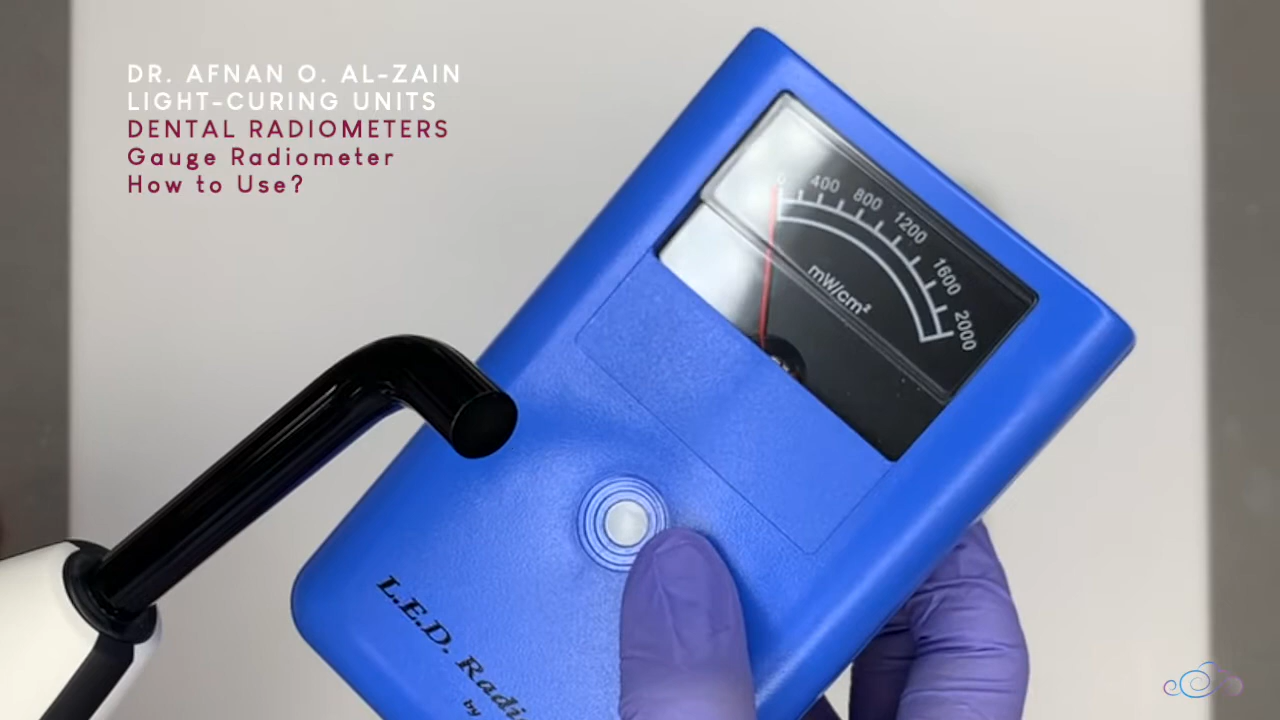 DR. AFNAN O. AL-ZAIN
LIGHT-CURING UNITS
DENTAL RADIOMETERS
Gauge Radiometer
How to Use?
0 400 800 1200 1600 2000
mW/cm²
L.E.D. Radi
by